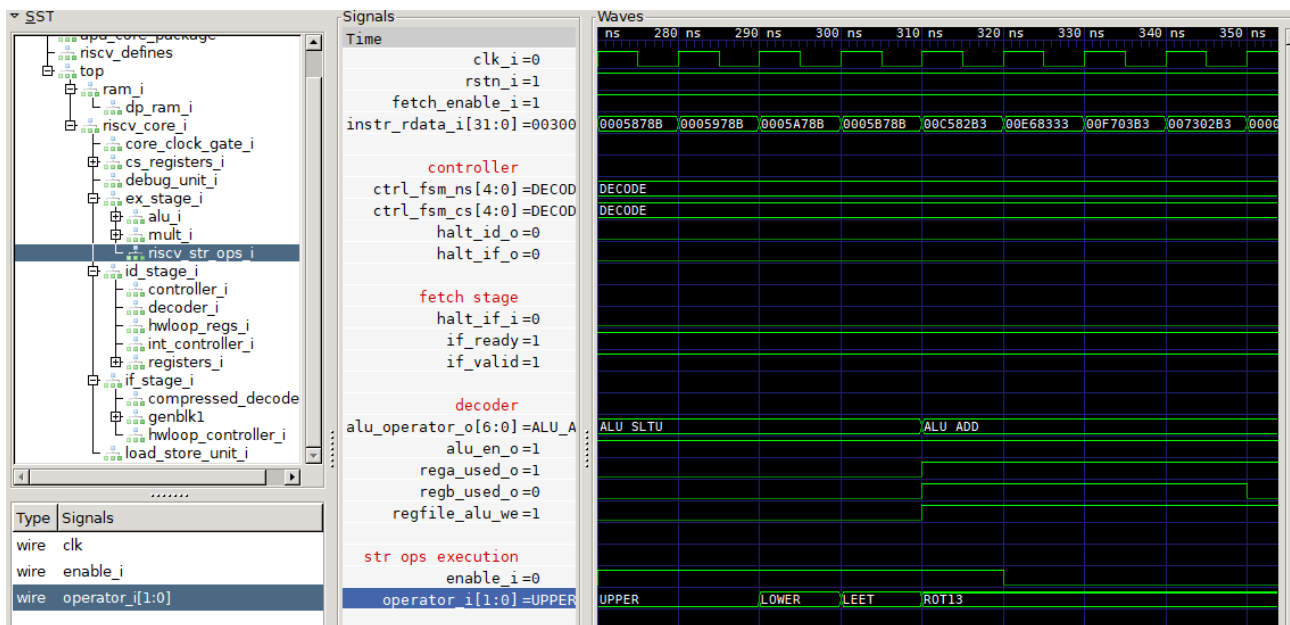 SST
apu_core_package
riscv_defines
top
ram_i
dp_ram_i
riscv_core_i
core_clock_gate_i
cs_registers_i
debug_unit_i
ex_stage_i
alu_i
mult_i
riscv_str_ops_i
id_stage_i
controller_i
decoder_i
hwloop_regs_i
int_controller_i
registers_i
if_stage_i
compressed_decode
genblk1
hwloop_controller_i
load_store_unit_i
Type Signals
wire clk
wire enable_i
wire operator_i[1:0]
Signals
Time
clk_i=0
rstn_i=1
fetch_enable_i=1
instr_rdata_i[31:0]=00300
controller
ctrl_fsm_ns[4:0]=DECOD
ctrl_fsm_cs[4:0]=DECOD
halt_id_o=0
halt_if_o=0
fetch stage
halt_if_i=0
if_ready=1
if_valid=1
decoder
alu_operator_o[6:0]=ALU_A
alu_en_o=1
rega_used_o=1
regb_used_o=0
regfile_alu_we=1
str ops execution
enable_i=0
operator_i[1:0]=UPPER
Waves
ns 280 ns 290 ns 300 ns 310 ns 320 ns 330 ns 340 ns 350 ns
0005878B 0005978B 0005A78B 0005B78B 00C582B3 00E68333 00F703B3 007302B3 0000
DECODE
DECODE
ALU_SLTU ALU_ADD
UPPER LOWER LEET ROT13